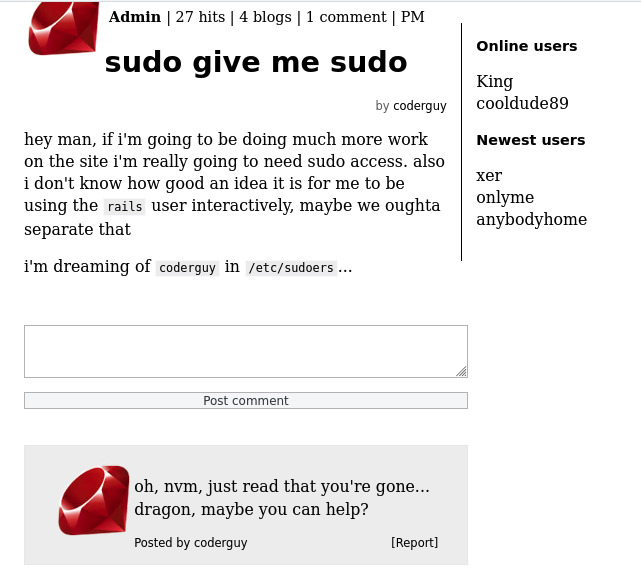 Admin | 27 hits | 4 blogs | 1 comment | PM
sudo give me sudo
by coderguy
hey man, if i'm going to be doing much more work
on the site i'm really going to need sudo access. also
i don't know how good an idea it is for me to be
using the rails user interactively, maybe we oughta
separate that
i'm dreaming of coderguy in /etc/sudoers...
Online users
King
cooldude89
Newest users
xer
onlyme
anybodyhome
Post comment
oh, nvm, just read that you're gone...
dragon, maybe you can help?
Posted by coderguy [Report]